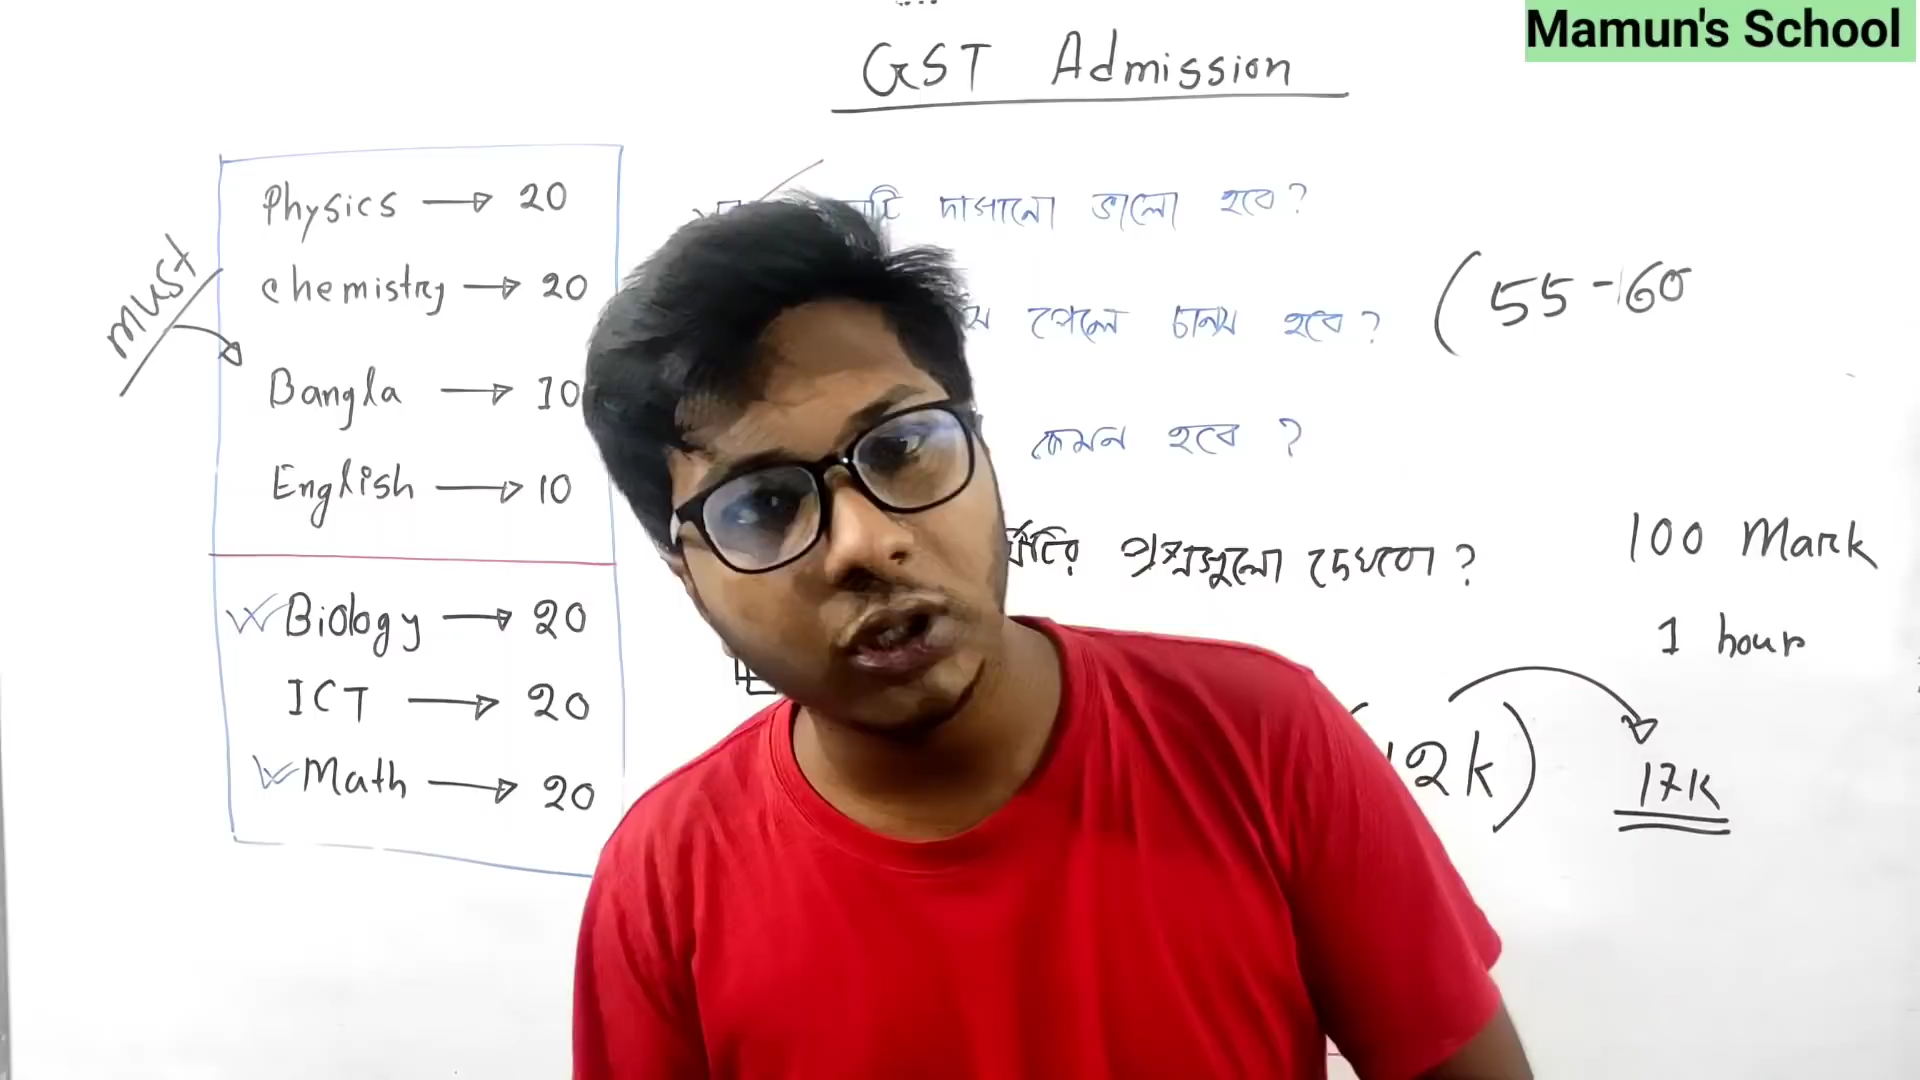 Mamun's School
GST Admission
must
Physics → 20
Chemistry → 20
Bangla → 10
English → 10
Biology → 20
ICT → 20
Math → 20
টি দাগানো ভালো হবে?
পেলে চান্স হবে?
(55-60
কেমন হবে ?
প্রশ্নগুলো দেখবো ?
100 Mark
1 hour
2k)
17K